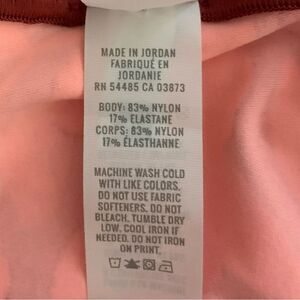 MADE IN JORDAN
FABRIQUÉ EN
JORDANIE
RN 54485 CA 03873
BODY: 83% NYLON
17% ELASTANE
CORPS: 83% NYLON
17% ÉLASTHANNE
MACHINE WASH COLD
WITH LIKE COLORS.
DO NOT USE FABRIC
SOFTENERS. DO NOT
BLEACH. TUMBLE DRY
LOW. COOL IRON IF
NEEDED. DO NOT IRON
ON PRINT.